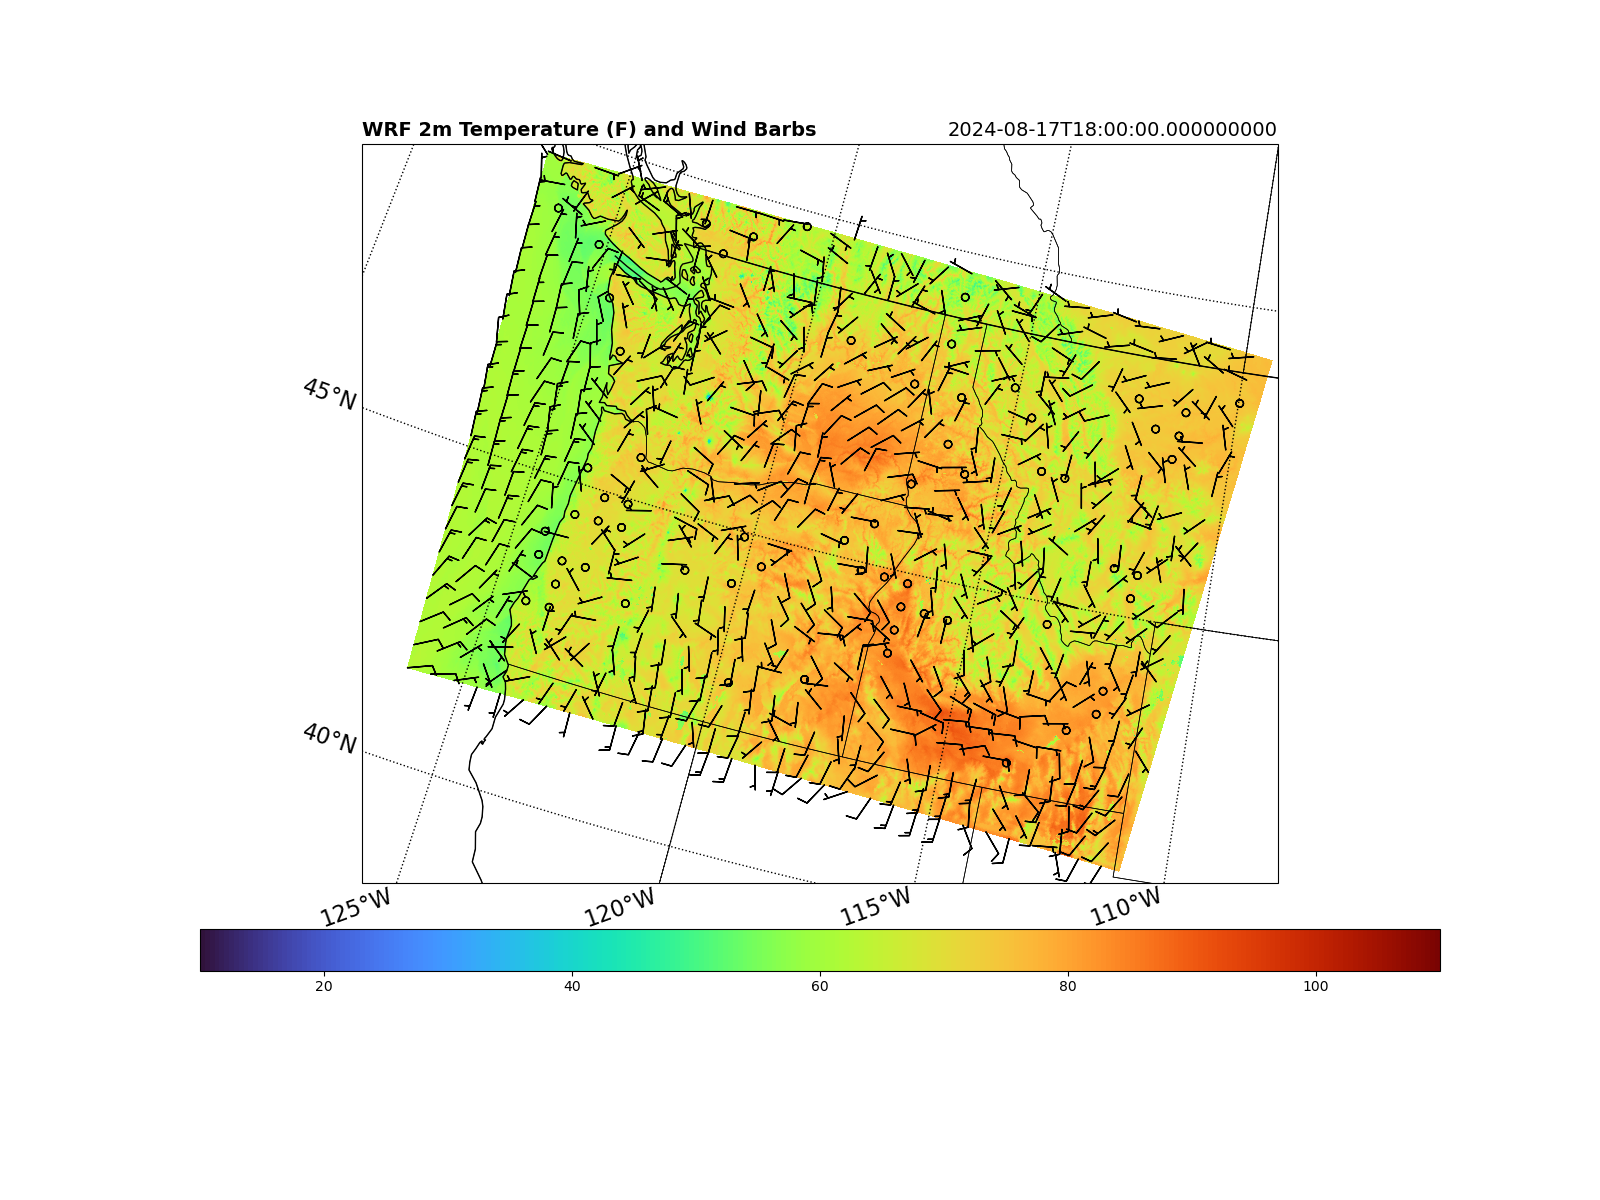 WRF 2m Temperature (F) and Wind Barbs
2024-08-17T18:00:00.000000000
45°N
40°N
125°W
120°W
115°W
110°W
20
40
60
80
100